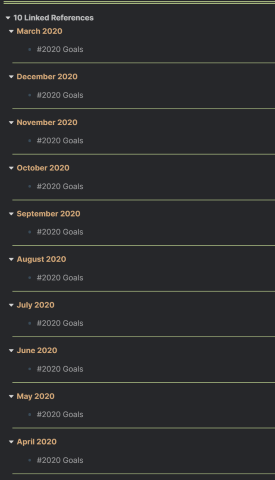 10 Linked References
March 2020
#2020 Goals
December 2020
#2020 Goals
November 2020
#2020 Goals
October 2020
#2020 Goals
September 2020
#2020 Goals
August 2020
#2020 Goals
July 2020
#2020 Goals
June 2020
#2020 Goals
May 2020
#2020 Goals
April 2020
#2020 Goals